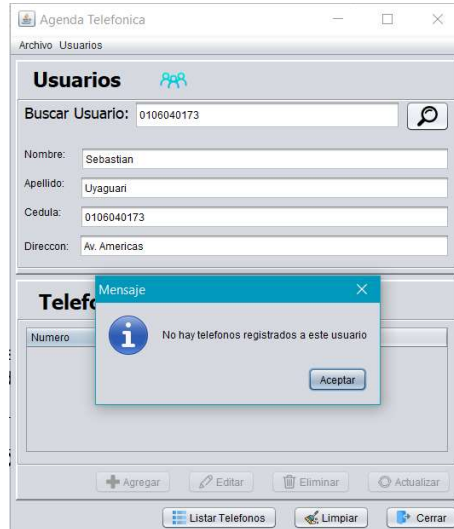 Agenda Telefonica
Archivo Usuarios
Usuarios
Buscar Usuario: 0106040173
Nombre: Sebastian
Apellido: Uyaguari
Cedula: 0106040173
Direccon: Av. Americas
Mensaje
No hay telefonos registrados a este usuario
Aceptar
Numero
Agregar Editar Eliminar Actualizar
Listar Telefonos Limpiar Cerrar